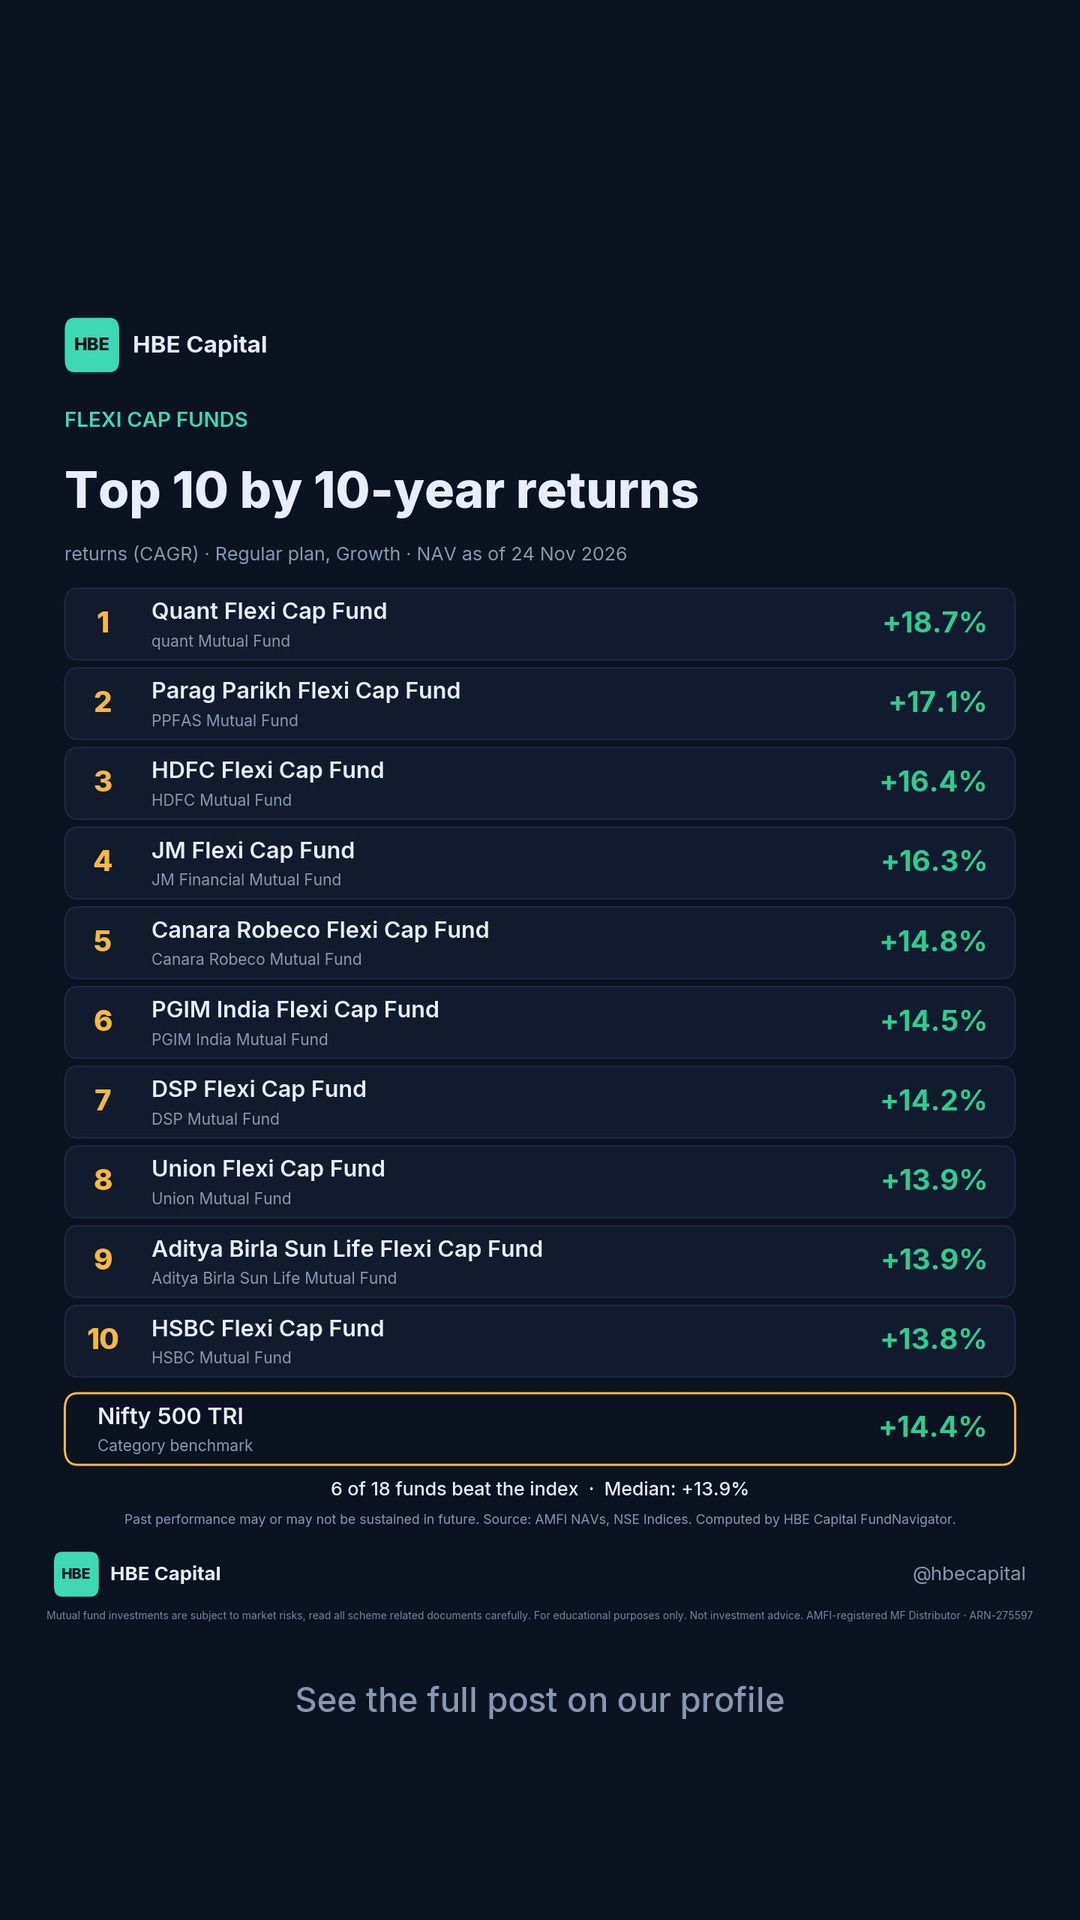 HBE
HBE Capital
FLEXI CAP FUNDS
Top 10 by 10-year returns
returns (CAGR) · Regular plan, Growth · NAV as of 24 Nov 2026
1
Quant Flexi Cap Fund
quant Mutual Fund
+18.7%
2
Parag Parikh Flexi Cap Fund
PPFAS Mutual Fund
+17.1%
3
HDFC Flexi Cap Fund
HDFC Mutual Fund
+16.4%
4
JM Flexi Cap Fund
JM Financial Mutual Fund
+16.3%
5
Canara Robeco Flexi Cap Fund
Canara Robeco Mutual Fund
+14.8%
6
PGIM India Flexi Cap Fund
PGIM India Mutual Fund
+14.5%
7
DSP Flexi Cap Fund
DSP Mutual Fund
+14.2%
8
Union Flexi Cap Fund
Union Mutual Fund
+13.9%
9
Aditya Birla Sun Life Flexi Cap Fund
Aditya Birla Sun Life Mutual Fund
+13.9%
10
HSBC Flexi Cap Fund
HSBC Mutual Fund
+13.8%
Nifty 500 TRI
Category benchmark
+14.4%
6 of 18 funds beat the index · Median: +13.9%
Past performance may or may not be sustained in future. Source: AMFI NAVs, NSE Indices. Computed by HBE Capital FundNavigator.
HBE
HBE Capital
@hbecapital
Mutual fund investments are subject to market risks, read all scheme related documents carefully. For educational purposes only. Not investment advice. AMFI-registered MF Distributor · ARN-275597
See the full post on our profile